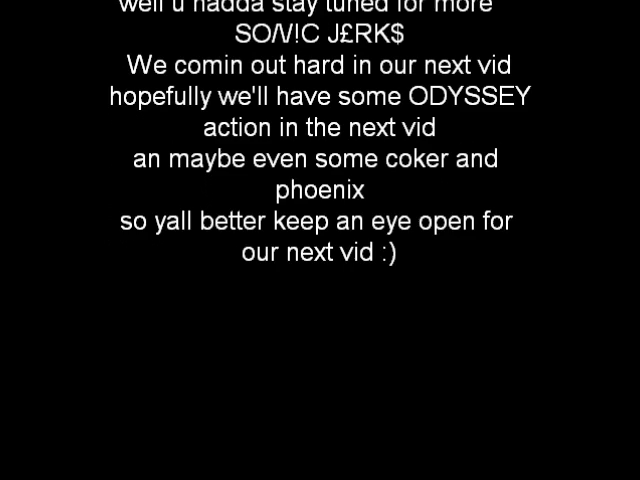 well u hadda stay tuned for more
SO/V!C J£RK$
We comin out hard in our next vid
hopefully we'll have some ODYSSEY
action in the next vid
an maybe even some coker and
phoenix
so yall better keep an eye open for
our next vid :)